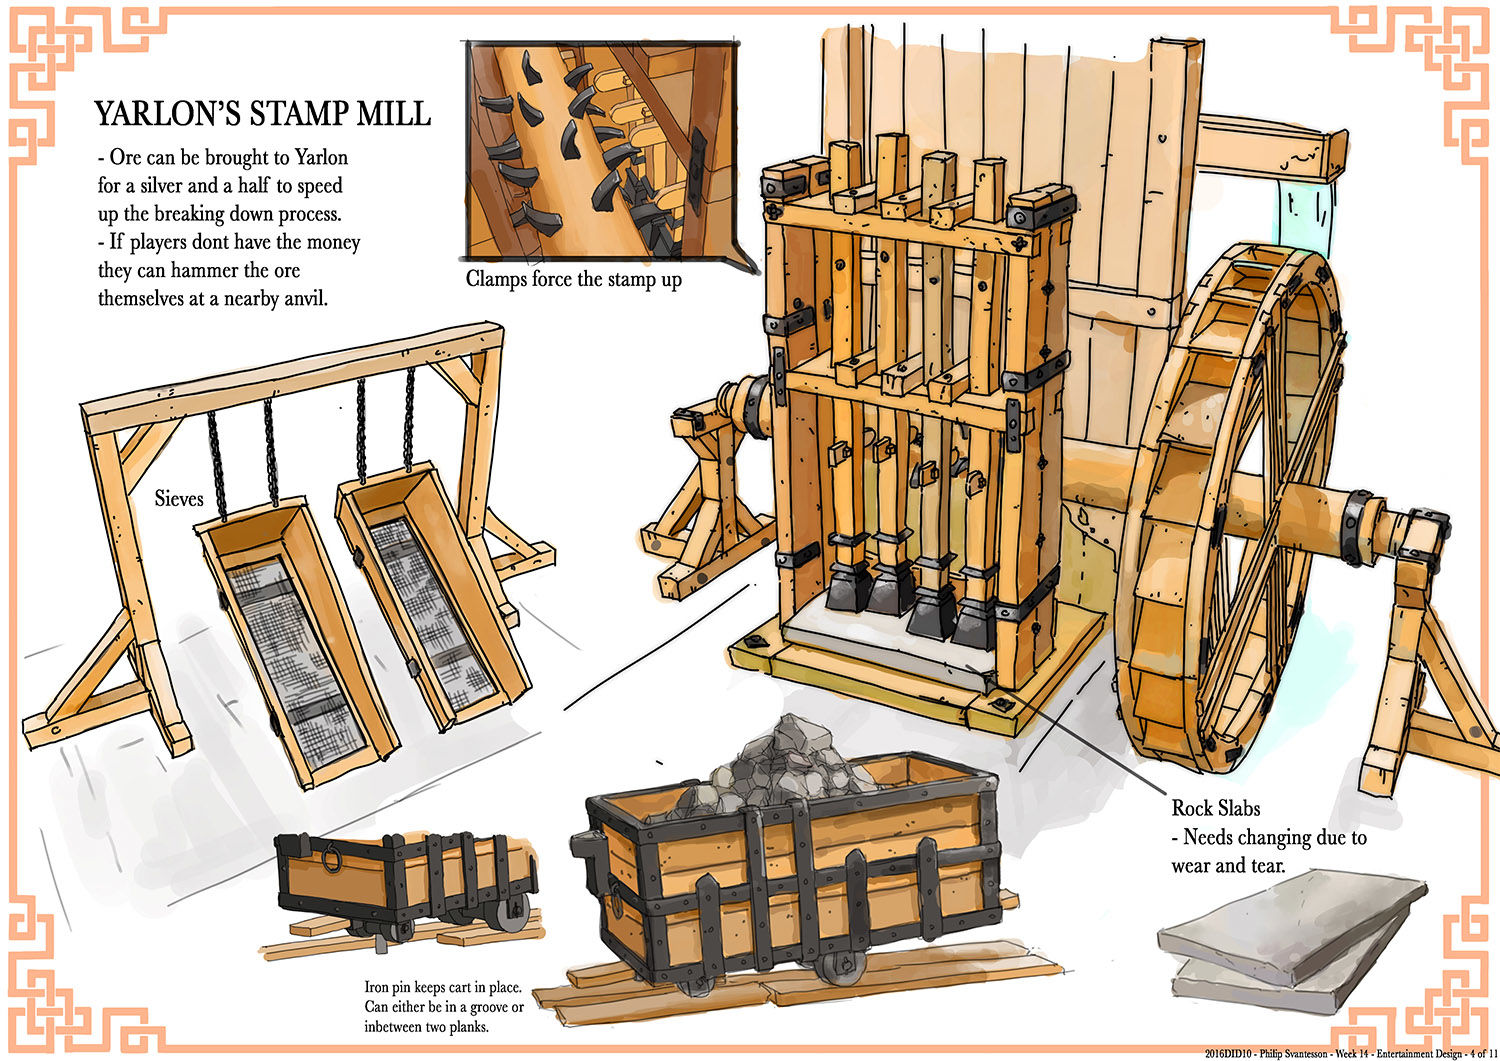 YARLON'S STAMP MILL
- Ore can be brought to Yarlon
for a silver and a half to speed
up the breaking down process.
- If players dont have the money
they can hammer the ore
themselves at a nearby anvil.
Clamps force the stamp up
Sieves
Rock Slabs
- Needs changing due to
wear and tear.
Iron pin keeps cart in place.
Can either be in a groove or
inbetween two planks.
2016DID10 - Philip Svantesson - Week 14 - Entertainment Design - 4 of 11